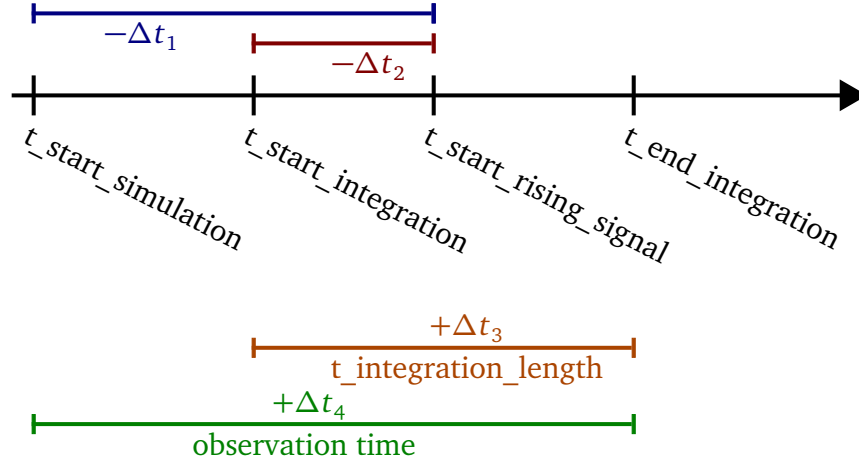 −Δt₁
−Δt₂
t_start_simulation
t_start_integration
t_start_rising_signal
t_end_integration
+Δt₃
t_integration_length
+Δt₄
observation time